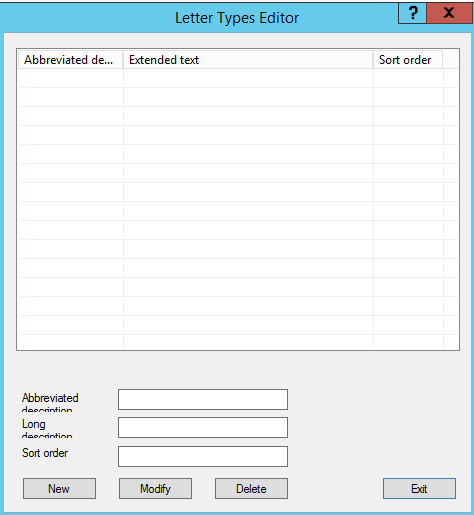 Letter Types Editor ? X
Abbreviated de... Extended text Sort order
Abbreviated
description
Long
description
Sort order
New Modify Delete Exit